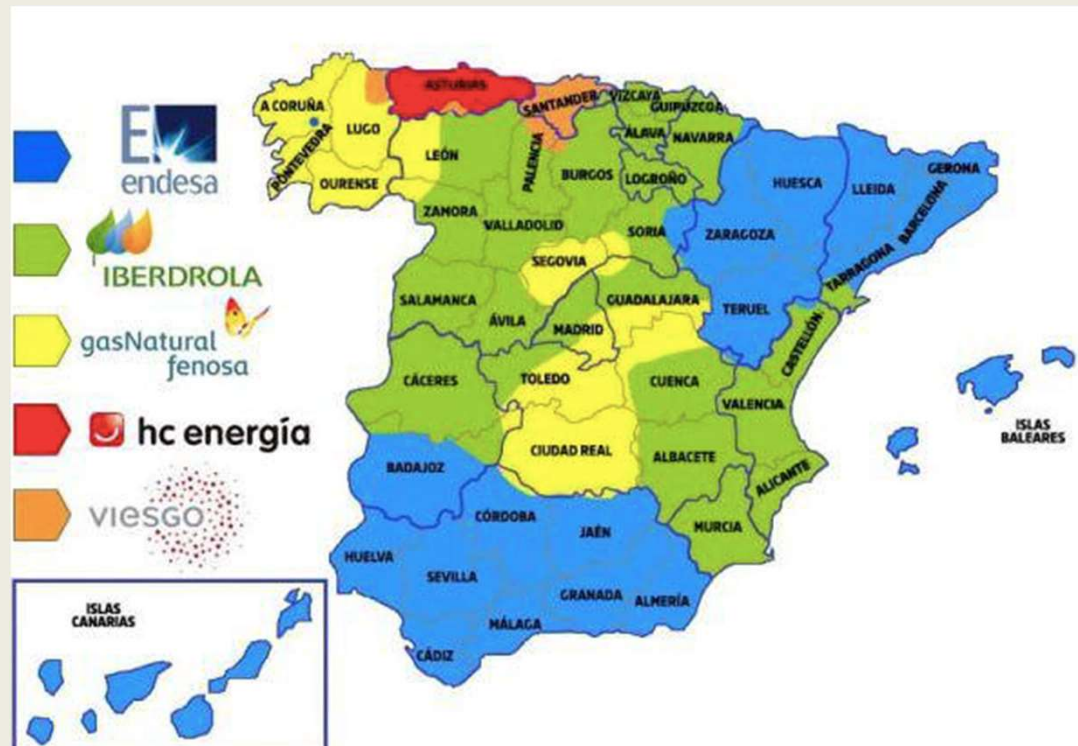 E
endesa
IBERDROLA
gasNatural
fenosa
hc energía
viesgo
ISLAS
CANARIAS
A CORUÑA
LUGO
PONTEVEDRA
OURENSE
ASTURIAS
LEÓN
SANTANDER
VIZCAYA
GUIPUZCOA
ÁLAVA
NAVARRA
PALENCIA
BURGOS
LOGROÑO
ZAMORA
VALLADOLID
SORIA
SEGOVIA
SALAMANCA
ÁVILA
MADRID
GUADALAJARA
HUESCA
LLEIDA
GERONA
ZARAGOZA
BARCELONA
TARRAGONA
TERUEL
CASTELLÓN
CÁCERES
TOLEDO
CUENCA
VALENCIA
BADAJOZ
CIUDAD REAL
ALBACETE
ALICANTE
MURCIA
CÓRDOBA
JAÉN
HUELVA
SEVILLA
GRANADA
ALMERÍA
MÁLAGA
CÁDIZ
ISLAS
BALEARES